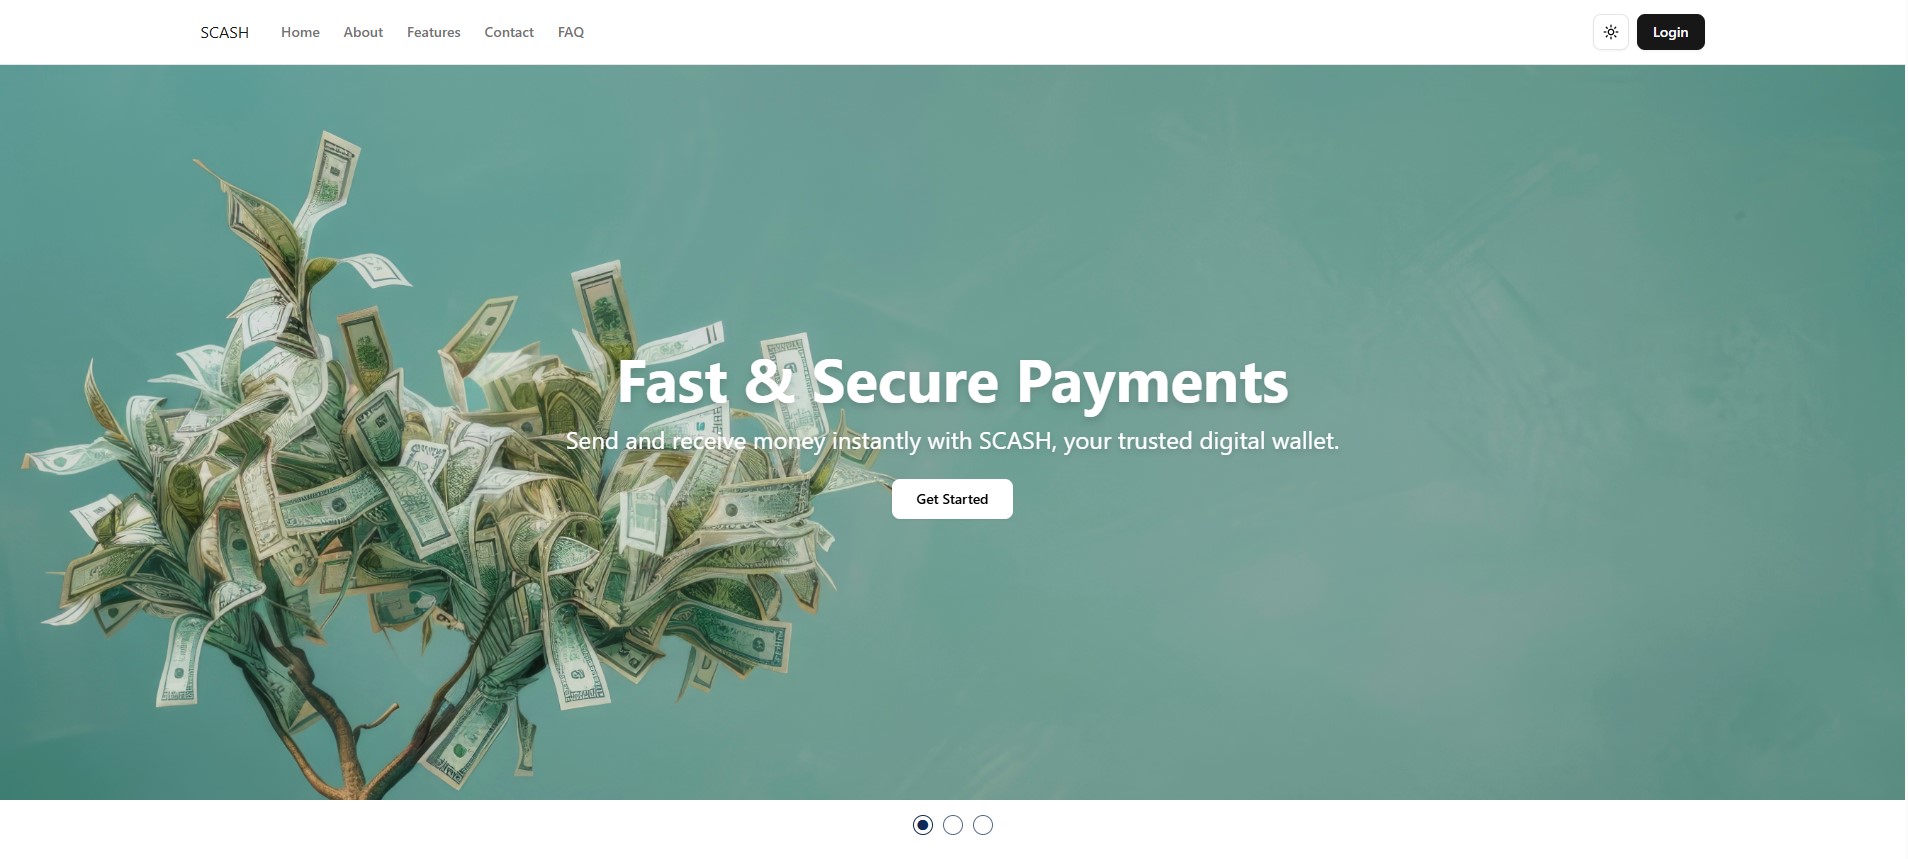 SCASH Home About Features Contact FAQ Login
Fast & Secure Payments
Send and receive money instantly with SCASH, your trusted digital wallet.
Get Started